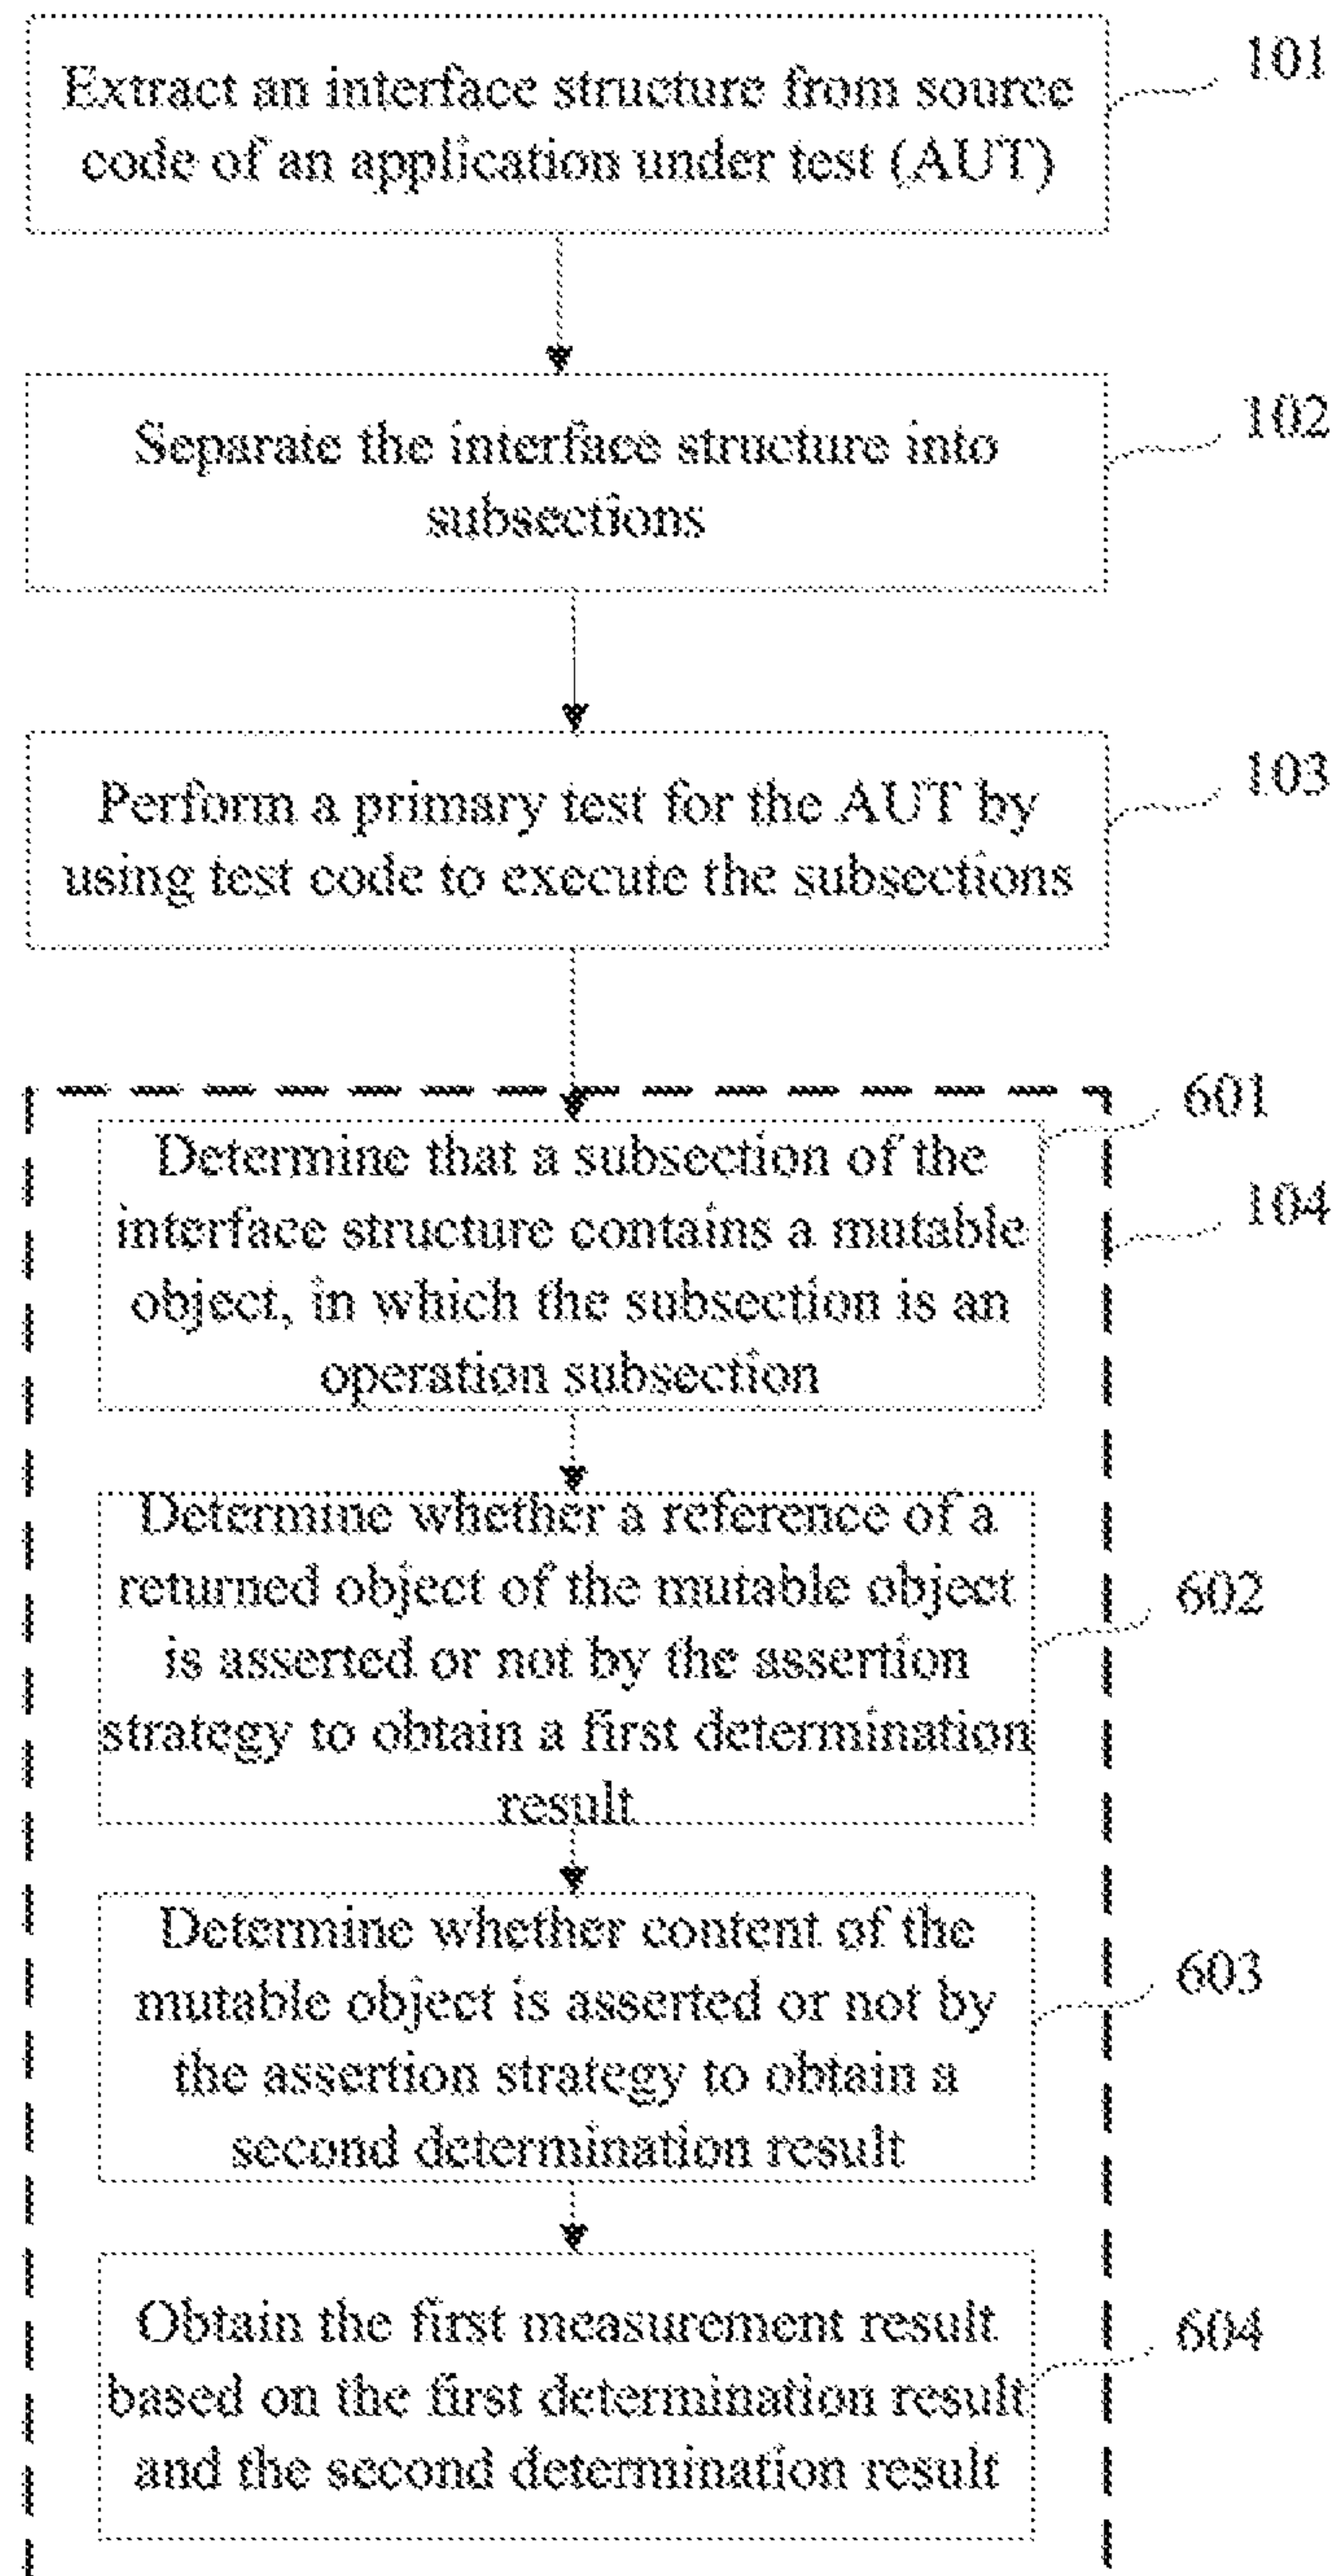 Extract an interface structure from source
code of an application under test (AUT)
101
Separate the interface structure into
subsections
102
Perform a primary test for the AUT by
using test code to execute the subsections
103
Determine that a subsection of the
interface structure contains a mutable
object, in which the subsection is an
operation subsection
601
104
Determine whether a reference of a
returned object of the mutable object
is asserted or not by the assertion
strategy to obtain a first determination
result
602
Determine whether content of the
mutable object is asserted or not by
the assertion strategy to obtain a
second determination result
603
Obtain the first measurement result
based on the first determination result
and the second determination result
604